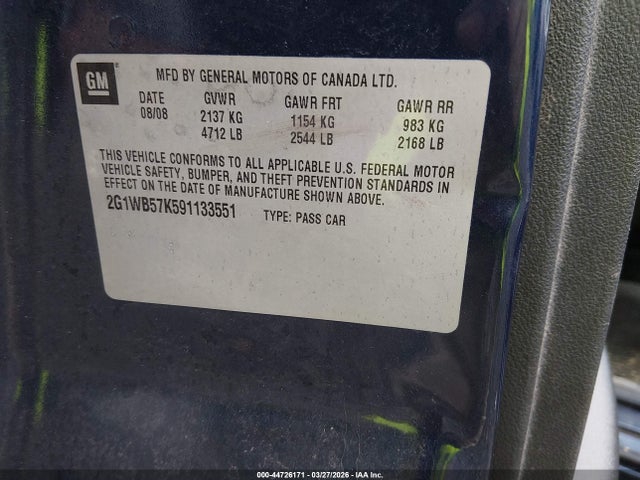 GM
MFD BY GENERAL MOTORS OF CANADA LTD.
DATE GVWR GAWR FRT GAWR RR
08/08 2137 KG 1154 KG 983 KG
4712 LB 2544 LB 2168 LB
THIS VEHICLE CONFORMS TO ALL APPLICABLE U.S. FEDERAL MOTOR
VEHICLE SAFETY, BUMPER, AND THEFT PREVENTION STANDARDS IN
EFFECT ON THE DATE OF MANUFACTURE SHOWN ABOVE.
2G1WB57K591133551 TYPE: PASS CAR
000-44726171 - 03/27/2026 - IAA Inc.